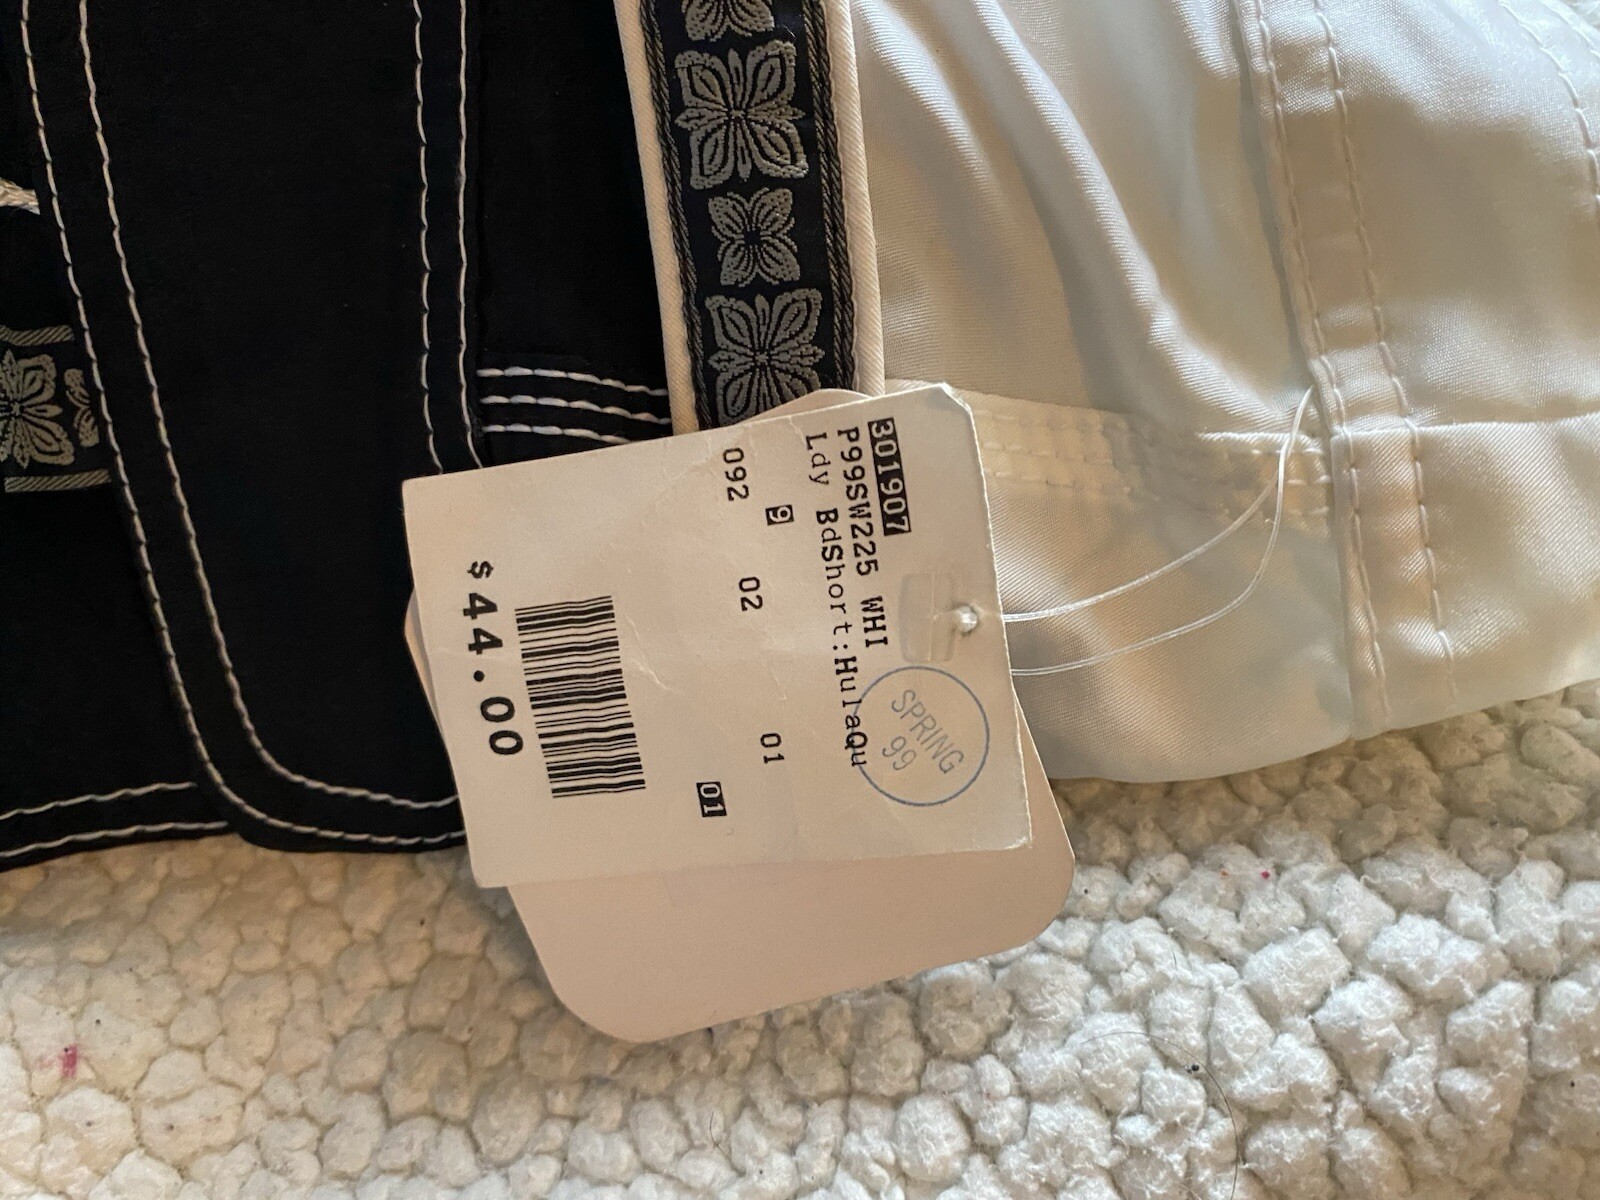 301907
P99SW225 WHI
Ldy BdShort:HulaQu
SPRING
99
9
092 02 01
01
$44.00